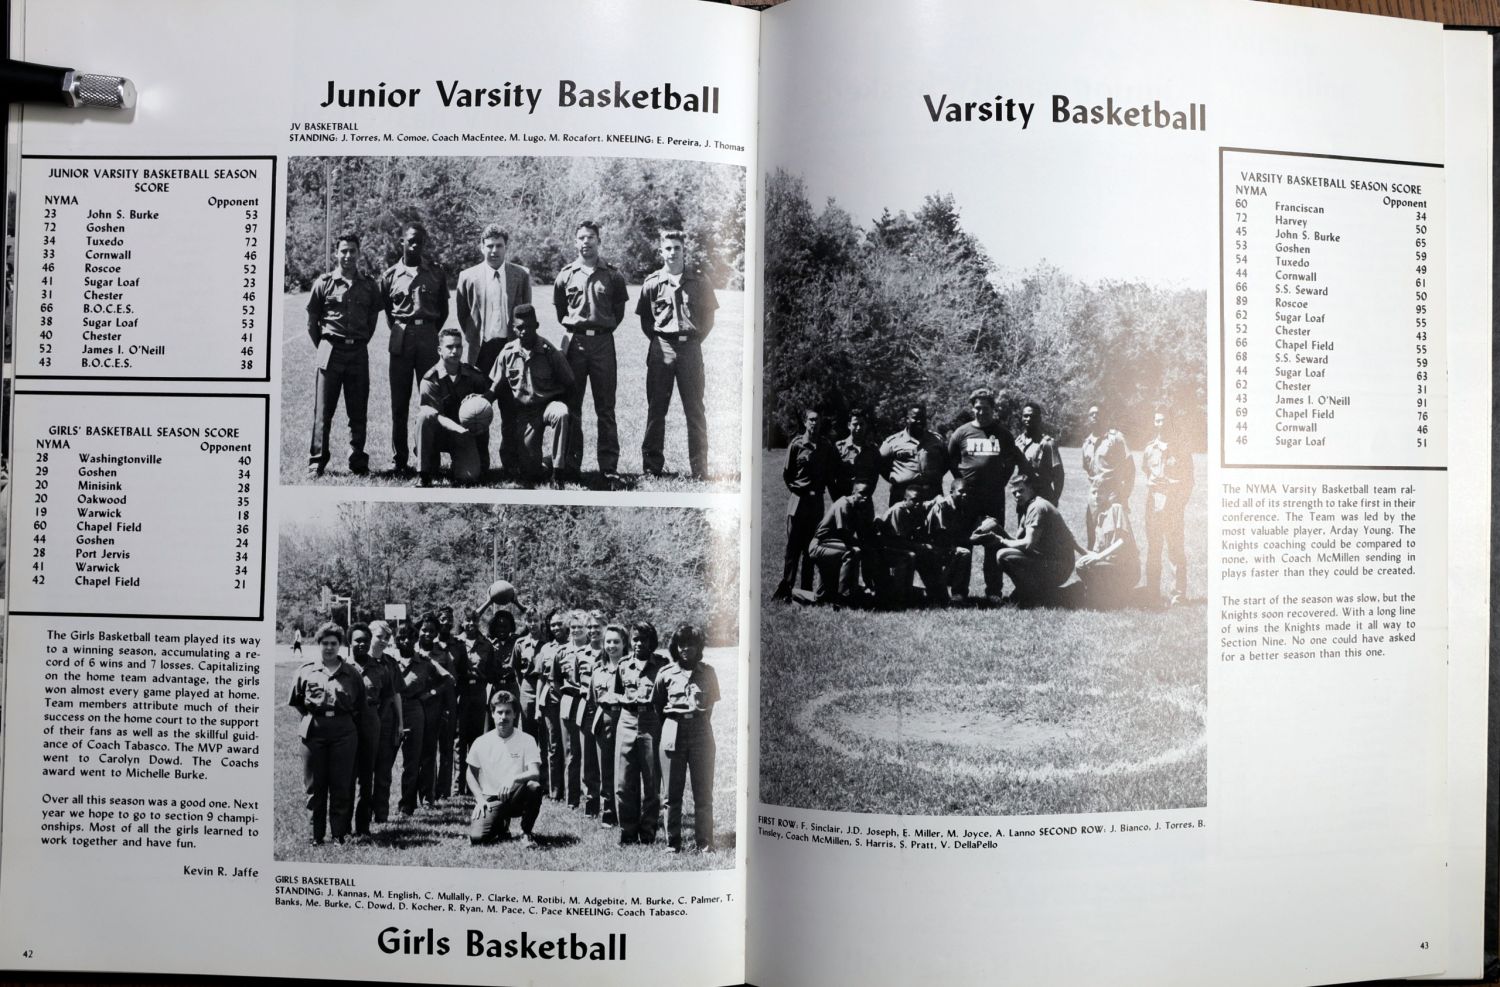 Junior Varsity Basketball
JV BASKETBALL
STANDING: J. Torres, M. Comoe, Coach MacEntee, M. Lugo, M. Rocafort. KNEELING: E. Pereira, J. Thomas
JUNIOR VARSITY BASKETBALL SEASON
SCORE
NYMA Opponent
23 John S. Burke 53
72 Goshen 97
34 Tuxedo 72
33 Cornwall 46
46 Roscoe 52
41 Sugar Loaf 23
31 Chester 46
66 B.O.C.E.S. 52
38 Sugar Loaf 53
40 Chester 41
52 James I. O'Neill 46
43 B.O.C.E.S. 38
GIRLS' BASKETBALL SEASON SCORE
NYMA Opponent
28 Washingtonville 40
29 Goshen 34
20 Minisink 28
20 Oakwood 35
19 Warwick 18
60 Chapel Field 36
44 Goshen 24
28 Port Jervis 34
41 Warwick 34
42 Chapel Field 21
The Girls Basketball team played its way
to a winning season, accumulating a re-
cord of 6 wins and 7 losses. Capitalizing
on the home team advantage, the girls
won almost every game played at home.
Team members attribute much of their
success on the home court to the support
of their fans as well as the skillful guid-
ance of Coach Tabasco. The MVP award
went to Carolyn Dowd. The Coachs
award went to Michelle Burke.
Over all this season was a good one. Next
year we hope to go to section 9 champi-
onships. Most of all the girls learned to
work together and have fun.
Kevin R. Jaffe
GIRLS BASKETBALL
STANDING: J. Kannas, M. English, C. Mullally, P. Clarke, M. Rotibi, M. Adgebite, M. Burke, C. Palmer, T.
Banks, Me. Burke, C. Dowd, D. Kocher, R. Ryan, M. Pace, C. Pace KNEELING: Coach Tabasco.
Girls Basketball
42
Varsity Basketball
NYMA
FIRST ROW: F. Sinclair, J.D. Joseph, E. Miller, M. Joyce, A. Lanno SECOND ROW: J. Bianco, J. Torres, B.
Tinsley, Coach McMillen, S. Harris, S. Pratt, V. DellaPello
VARSITY BASKETBALL SEASON SCORE
NYMA Opponent
60 Franciscan 34
72 Harvey 50
45 John S. Burke 65
53 Goshen 59
54 Tuxedo 49
44 Cornwall 61
66 S.S. Seward 50
89 Roscoe 95
62 Sugar Loaf 55
52 Chester 43
66 Chapel Field 55
68 S.S. Seward 59
44 Sugar Loaf 63
62 Chester 31
43 James I. O'Neill 91
69 Chapel Field 76
44 Cornwall 46
46 Sugar Loaf 51
The NYMA Varsity Basketball team ral-
lied all of its strength to take first in their
conference. The Team was led by the
most valuable player, Arday Young. The
Knights coaching could be compared to
none, with Coach McMillen sending in
plays faster than they could be created.
The start of the season was slow, but the
Knights soon recovered. With a long line
of wins the Knights made it all way to
Section Nine. No one could have asked
for a better season than this one.
43